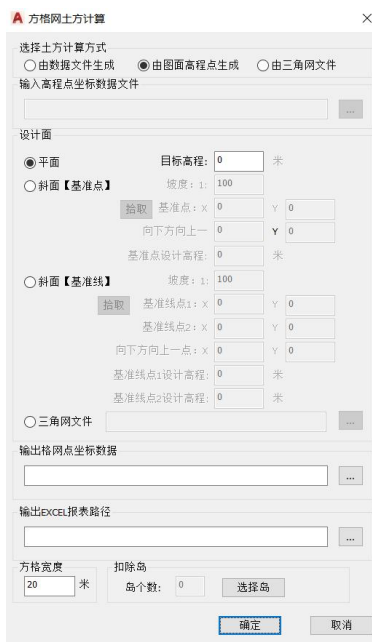 方格网土方计算
选择土方计算方式
由数据文件生成 由图面高程点生成 由三角网文件
输入高程点坐标数据文件
...
设计面
平面 目标高程: 0 米
斜面【基准点】 坡度: 1: 100
拾取 基准点: X 0 Y 0
向下方向上一 0 Y 0
基准点设计高程: 0 米
斜面【基准线】 坡度: 1: 100
拾取 基准线点1: X 0 Y 0
基准线点2: X 0 Y 0
向下方向上一点: X 0 Y 0
基准线点1设计高程: 0 米
基准线点2设计高程: 0 米
三角网文件 ...
输出格网点坐标数据
...
输出EXCEL报表路径
...
方格宽度 扣除岛
20 米 岛个数: 0 选择岛
确定 取消